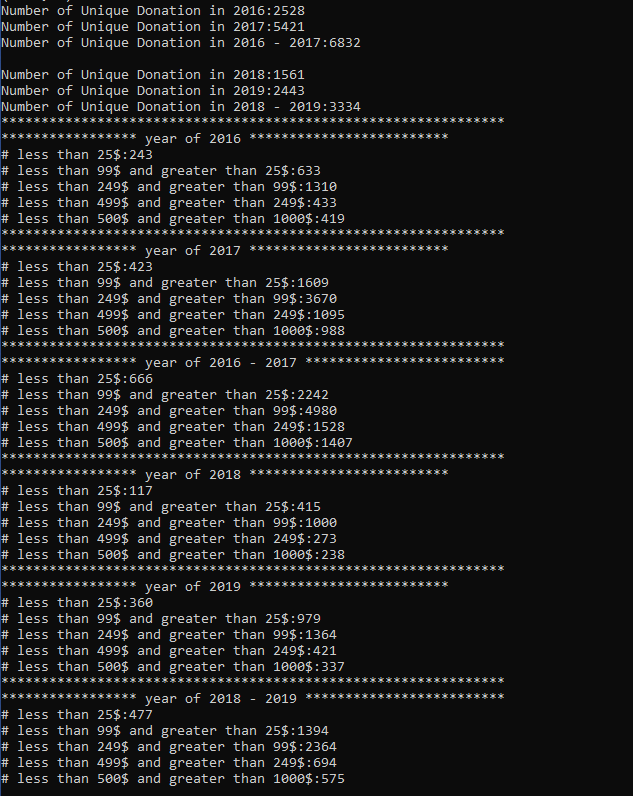 Number of Unique Donation in 2016:2528
Number of Unique Donation in 2017:5421
Number of Unique Donation in 2016 - 2017:6832
Number of Unique Donation in 2018:1561
Number of Unique Donation in 2019:2443
Number of Unique Donation in 2018 - 2019:3334
***************************************************************
***************** year of 2016 *************************
# less than 25$:243
# less than 99$ and greater than 25$:633
# less than 249$ and greater than 99$:1310
# less than 499$ and greater than 249$:433
# less than 500$ and greater than 1000$:419
***************************************************************
***************** year of 2017 *************************
# less than 25$:423
# less than 99$ and greater than 25$:1609
# less than 249$ and greater than 99$:3670
# less than 499$ and greater than 249$:1095
# less than 500$ and greater than 1000$:988
***************************************************************
***************** year of 2016 - 2017 *************************
# less than 25$:666
# less than 99$ and greater than 25$:2242
# less than 249$ and greater than 99$:4980
# less than 499$ and greater than 249$:1528
# less than 500$ and greater than 1000$:1407
***************************************************************
***************** year of 2018 *************************
# less than 25$:117
# less than 99$ and greater than 25$:415
# less than 249$ and greater than 99$:1000
# less than 499$ and greater than 249$:273
# less than 500$ and greater than 1000$:238
***************************************************************
***************** year of 2019 *************************
# less than 25$:360
# less than 99$ and greater than 25$:979
# less than 249$ and greater than 99$:1364
# less than 499$ and greater than 249$:421
# less than 500$ and greater than 1000$:337
***************************************************************
***************** year of 2018 - 2019 *************************
# less than 25$:477
# less than 99$ and greater than 25$:1394
# less than 249$ and greater than 99$:2364
# less than 499$ and greater than 249$:694
# less than 500$ and greater than 1000$:575